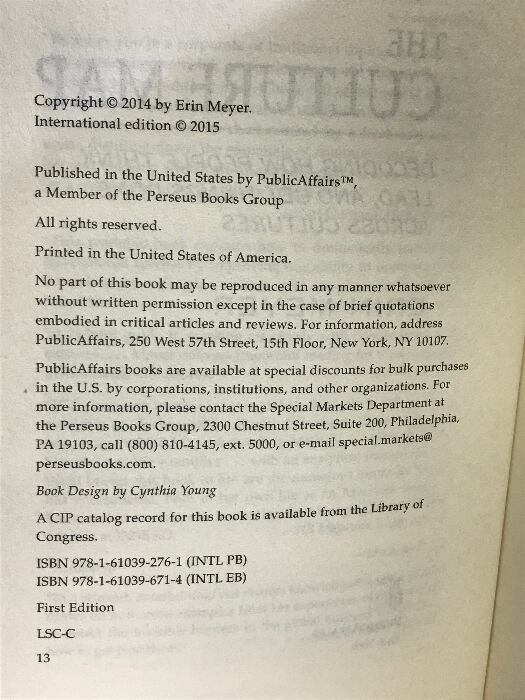 Copyright © 2014 by Erin Meyer.
International edition © 2015
Published in the United States by PublicAffairs™,
a Member of the Perseus Books Group
All rights reserved.
Printed in the United States of America.
No part of this book may be reproduced in any manner whatsoever
without written permission except in the case of brief quotations
embodied in critical articles and reviews. For information, address
PublicAffairs, 250 West 57th Street, 15th Floor, New York, NY 10107.
PublicAffairs books are available at special discounts for bulk purchases
in the U.S. by corporations, institutions, and other organizations. For
more information, please contact the Special Markets Department at
the Perseus Books Group, 2300 Chestnut Street, Suite 200, Philadelphia,
PA 19103, call (800) 810-4145, ext. 5000, or e-mail special.markets@
perseusbooks.com.
Book Design by Cynthia Young
A CIP catalog record for this book is available from the Library of
Congress.
ISBN 978-1-61039-276-1 (INTL PB)
ISBN 978-1-61039-671-4 (INTL EB)
First Edition
LSC-C
13